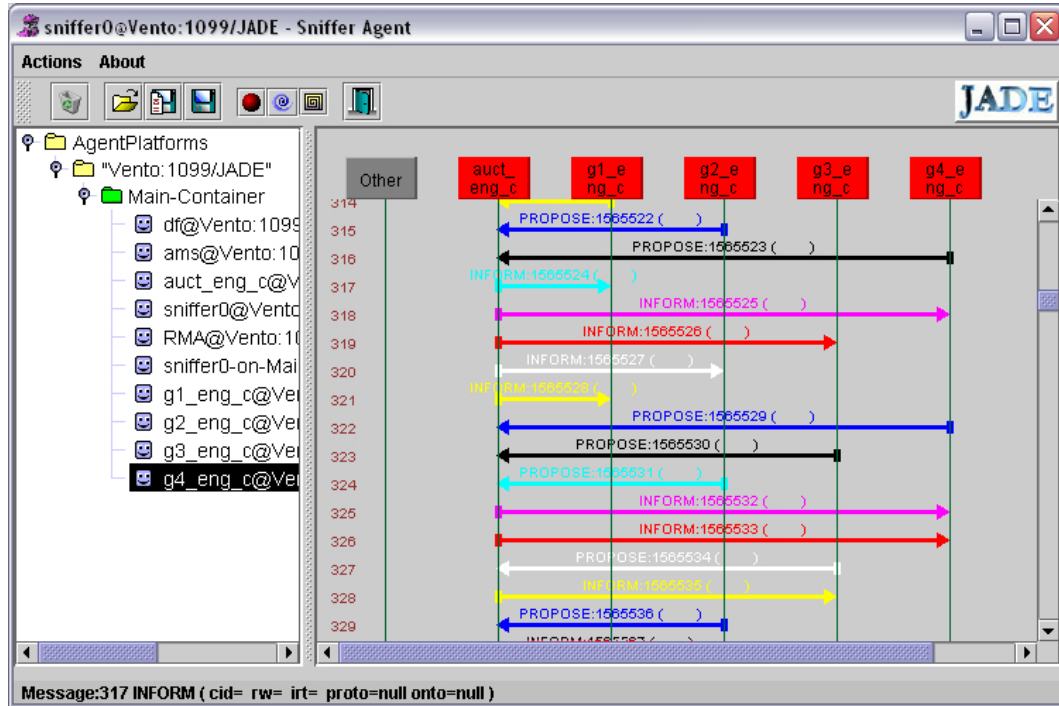 sniffer0@Vento:1099/JADE - Sniffer Agent
Actions About
JADE
AgentPlatforms
"Vento:1099/JADE"
Main-Container
df@Vento:1099
ams@Vento:10
auct_eng_c@V
sniffer0@Vento
RMA@Vento:10
sniffer0-on-Mai
g1_eng_c@Ve
g2_eng_c@Ve
g3_eng_c@Ve
g4_eng_c@Ve
Other
auct_
eng_c
g1_e
ng_c
g2_e
ng_c
g3_e
ng_c
g4_e
ng_c
314
315 PROPOSE:1565522 ( )
316 PROPOSE:1565523 ( )
317 INFORM:1565524 ( )
318 INFORM:1565525 ( )
319 INFORM:1565526 ( )
320 INFORM:1565527 ( )
321 INFORM:1565528 ( )
322 PROPOSE:1565529 ( )
323 PROPOSE:1565530 ( )
324 PROPOSE:1565531 ( )
325 INFORM:1565532 ( )
326 INFORM:1565533 ( )
327 PROPOSE:1565534 ( )
328 INFORM:1565535 ( )
329 PROPOSE:1565536 ( )
Message:317 INFORM ( cid= rw= irt= proto=null onto=null )